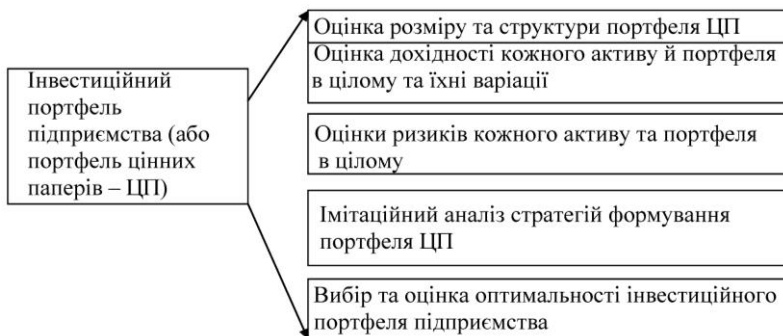 Інвестиційний
портфель
підприємства (або
портфель цінних
паперів – ЦП)
Оцінка розміру та структури портфеля ЦП
Оцінка дохідності кожного активу й портфеля
в цілому та їхні варіації
Оцінки ризиків кожного активу та портфеля
в цілому
Імітаційний аналіз стратегій формування
портфеля ЦП
Вибір та оцінка оптимальності інвестиційного
портфеля підприємства